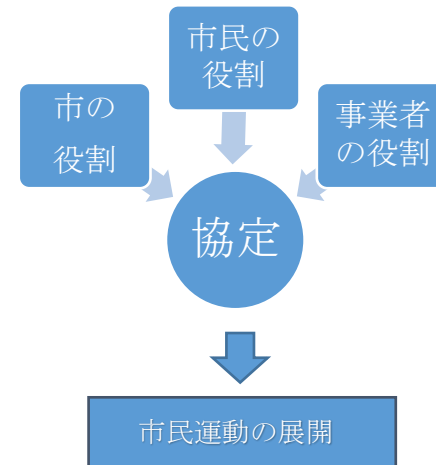 市民の
役割
市の
役割
事業者
の役割
協定
市民運動の展開